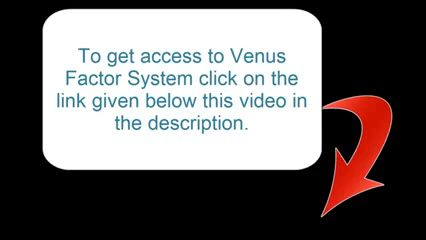 To get access to Venus
Factor System click on the
link given below this video in
the description.